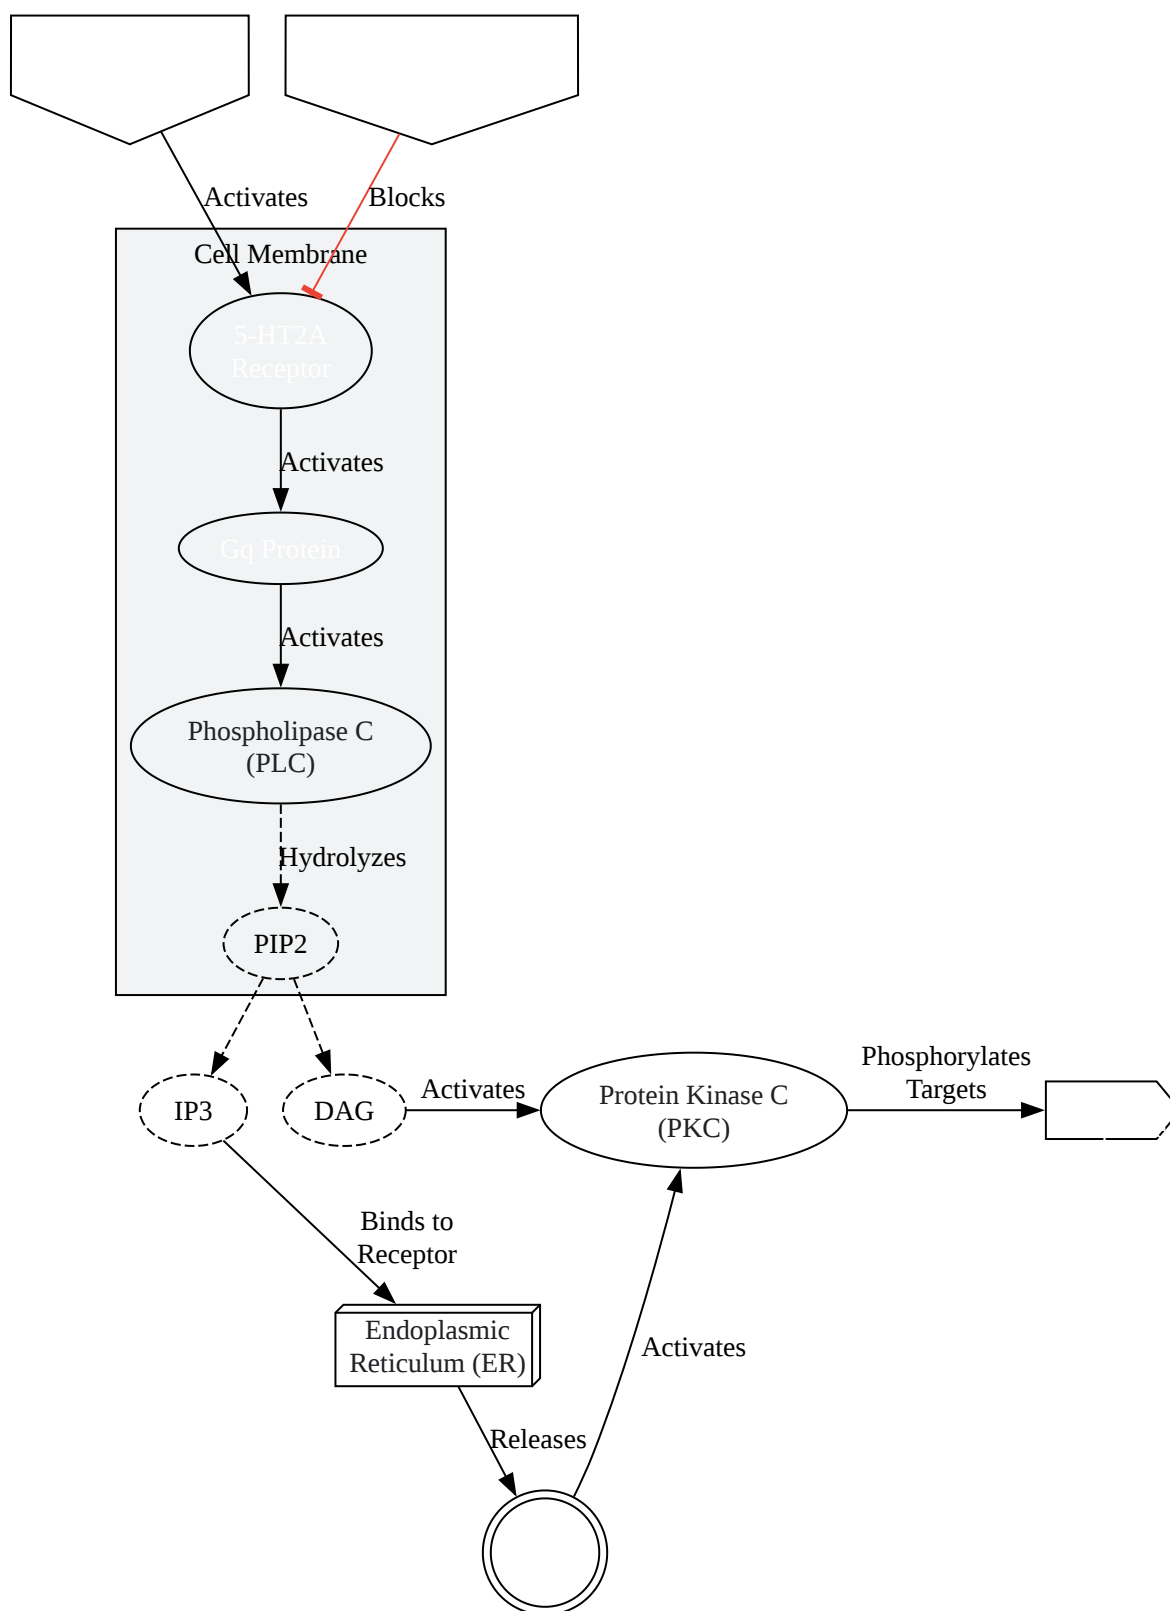 Activates
Blocks
Cell Membrane
5-HT2A
Receptor
Activates
Gq Protein
Activates
Phospholipase C
(PLC)
Hydrolyzes
PIP2
IP3
DAG
Activates
Protein Kinase C
(PKC)
Phosphorylates
Targets
Binds to
Receptor
Endoplasmic
Reticulum (ER)
Activates
Releases